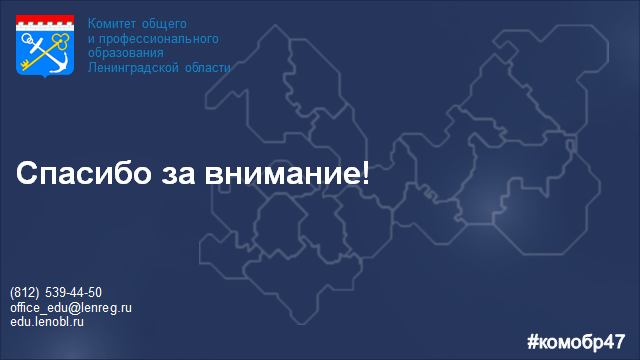 Комитет общего
и профессионального
образования
Ленинградской области
Спасибо за внимание!
(812) 539-44-50
office_edu@lenreg.ru
edu.lenobl.ru
#комобр47